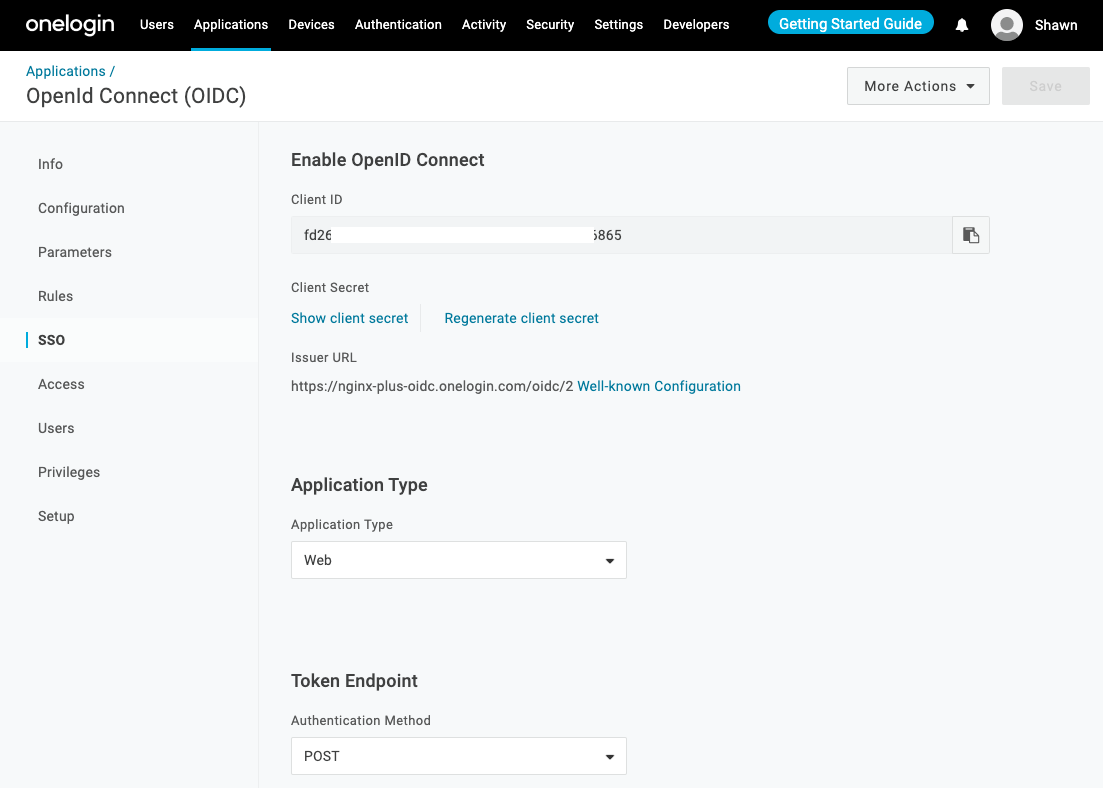 onelogin Users Applications Devices Authentication Activity Security Settings Developers Getting Started Guide Shawn
Applications /
OpenId Connect (OIDC)
More Actions
Save
Info
Configuration
Parameters
Rules
SSO
Access
Users
Privileges
Setup
Enable OpenID Connect
Client ID
fd26 6865
Client Secret
Show client secret Regenerate client secret
Issuer URL
https://nginx-plus-oidc.onelogin.com/oidc/2 Well-known Configuration
Application Type
Application Type
Web
Token Endpoint
Authentication Method
POST